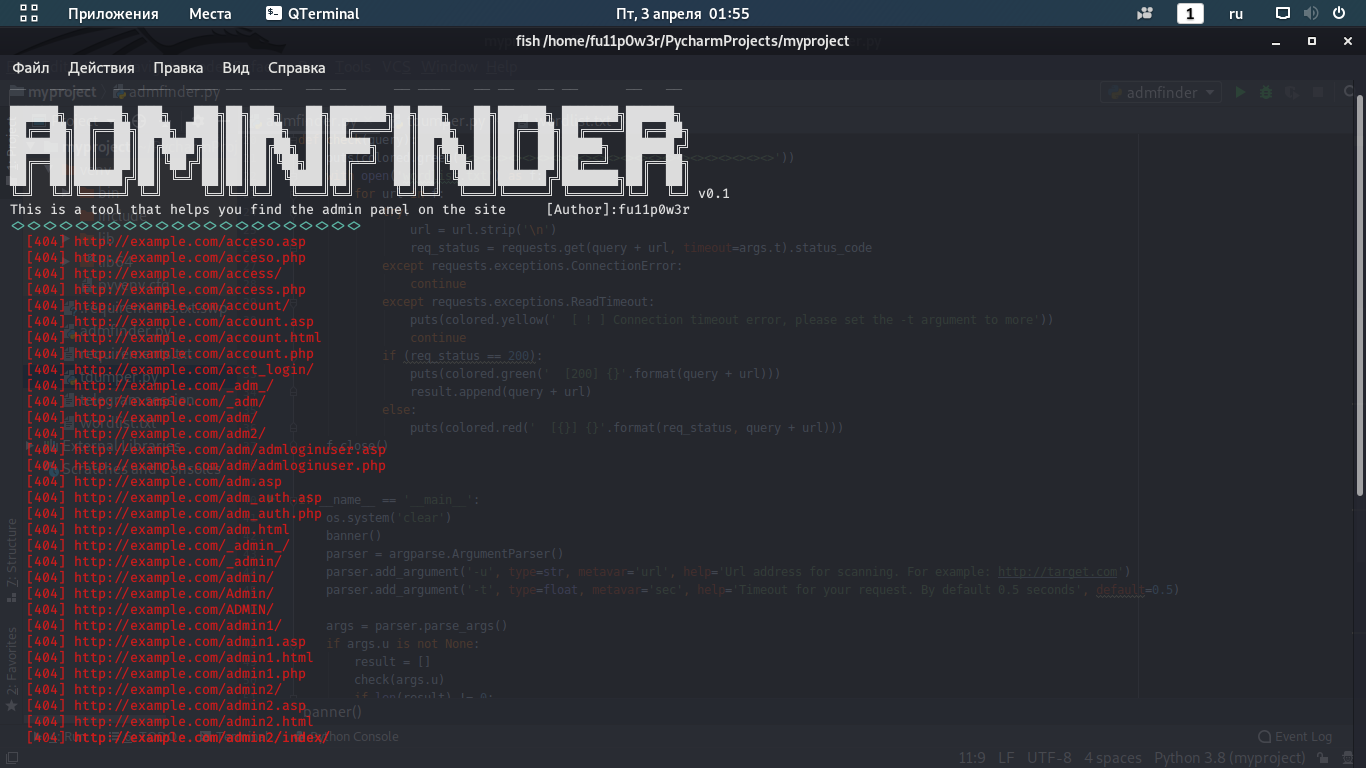 Приложения Места QTerminal Пт, 3 апреля 01:55 1 ru
fish /home/fu11p0w3r/PycharmProjects/myproject
Файл Действия Правка Вид Справка Tools VCS Window Help
myproject admfinder.py admfinder
ADMINFINDER v0.1
This is a tool that helps you find the admin panel on the site [Author]:fu11p0w3r
[404] http://example.com/acceso.asp
[404] http://example.com/acceso.php
[404] http://example.com/access/
[404] http://example.com/access.php
[404] http://example.com/account/
[404] http://example.com/account.asp
[404] http://example.com/account.html
[404] http://example.com/account.php
[404] http://example.com/acct_login/
[404] http://example.com/_adm_/
[404] http://example.com/_adm/
[404] http://example.com/adm/
[404] http://example.com/adm2/
[404] http://example.com/adm/admloginuser.asp
[404] http://example.com/adm/admloginuser.php
[404] http://example.com/adm.asp
[404] http://example.com/adm_auth.asp
[404] http://example.com/adm_auth.php
[404] http://example.com/adm.html
[404] http://example.com/_admin_/
[404] http://example.com/_admin/
[404] http://example.com/admin/
[404] http://example.com/Admin/
[404] http://example.com/ADMIN/
[404] http://example.com/admin1/
[404] http://example.com/admin1.asp
[404] http://example.com/admin1.html
[404] http://example.com/admin1.php
[404] http://example.com/admin2/
[404] http://example.com/admin2.asp
[404] http://example.com/admin2.html
[404] http://example.com/admin2/index/
for
url = url.strip('\n')
req_status = requests.get(query + url, timeout=args.t).status_code
except requests.exceptions.ConnectionError:
continue
except requests.exceptions.ReadTimeout:
puts(colored.yellow('  [ ! ] Connection timeout error, please set the -t argument to more'))
continue
if (req_status == 200):
puts(colored.green('  [200] {}'.format(query + url)))
result.append(query + url)
else:
puts(colored.red('  [{}] {}'.format(req_status, query + url)))
f.close()
__name__ == '__main__':
os.system('clear')
banner()
parser = argparse.ArgumentParser()
parser.add_argument('-u', type=str, metavar='url', help='Url address for scanning. For example: http://target.com')
parser.add_argument('-t', type=float, metavar='sec', help='Timeout for your request. By default 0.5 seconds', default=0.5)
args = parser.parse_args()
if args.u is not None:
result = []
check(args.u)
if len(result) != 0:
banner()
External Libraries
Scratches and Consoles
Z: Structure
2: Favorites
Python Console Event Log
11:9 LF UTF-8 4 spaces Python 3.8 (myproject)